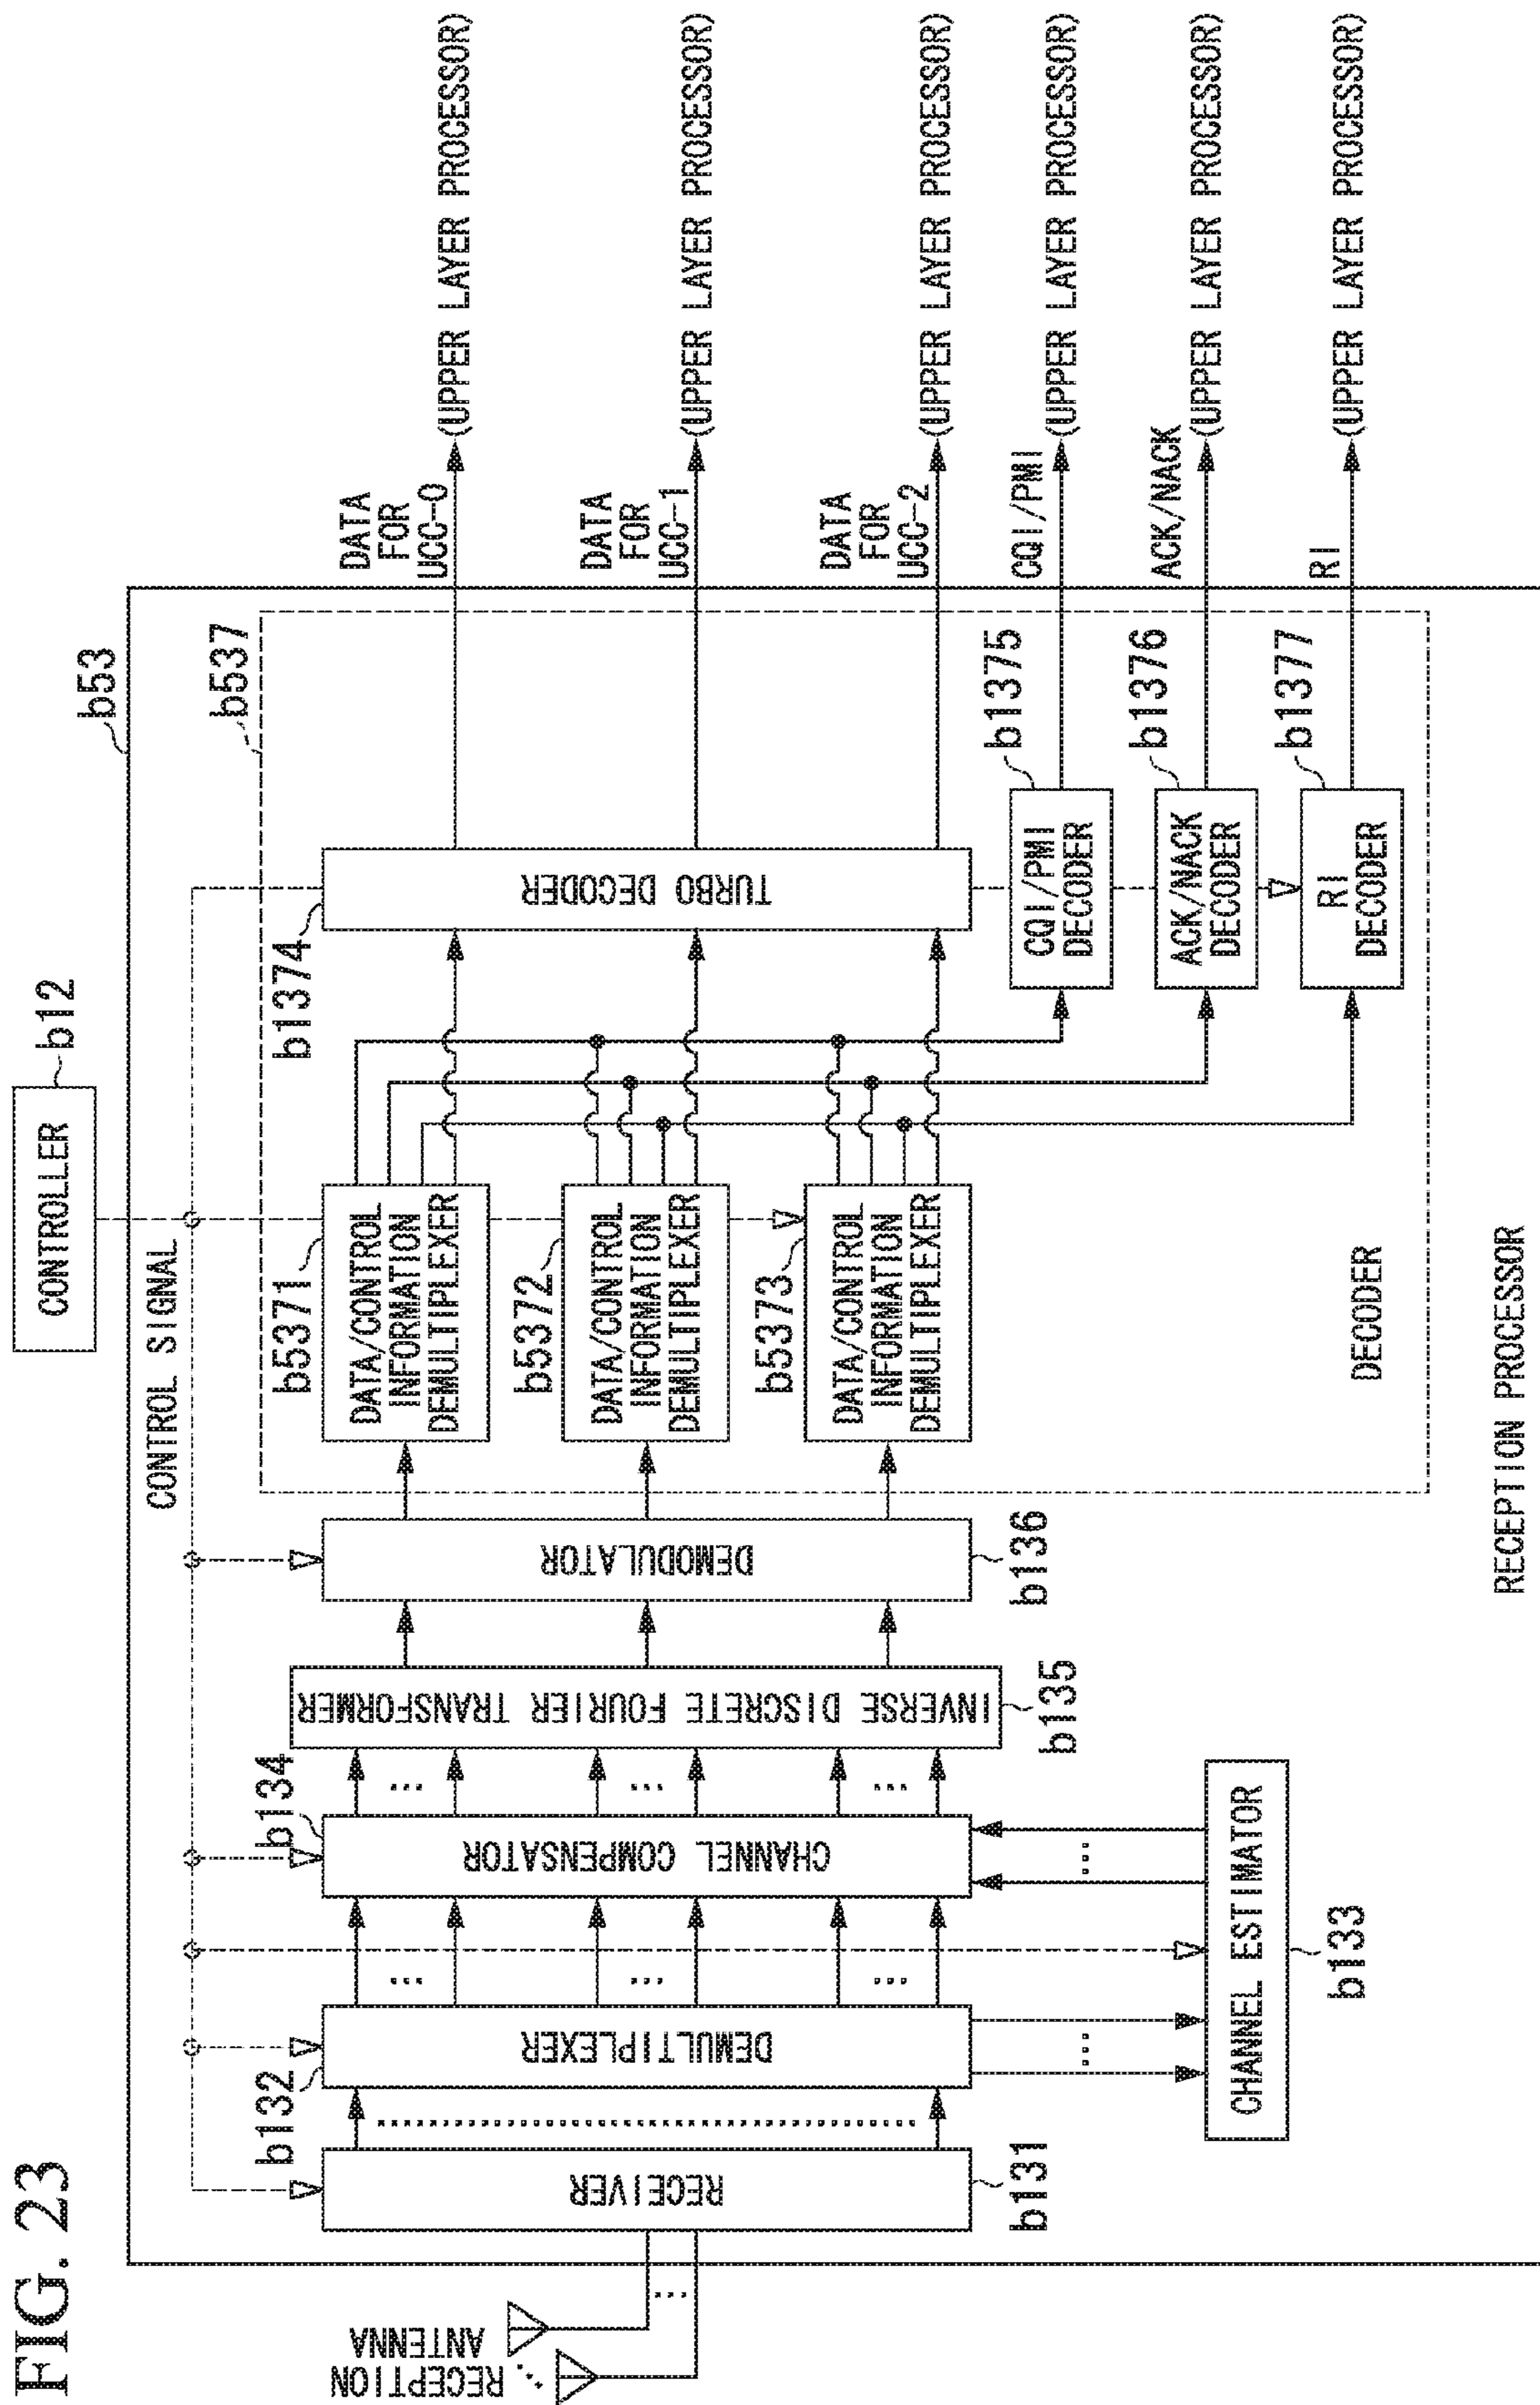 FIG. 23
CONTROLLER
b12
CONTROL SIGNAL
b53
b537
RECEPTION
ANTENNA
...
...
RECEIVER
b131
DEMULTIPLEXER
b132
...
CHANNEL ESTIMATOR
b133
...
CHANNEL COMPENSATOR
b134
...
INVERSE DISCRETE FOURIER TRANSFORMER
b135
DEMODULATOR
b136
b5371
DATA/CONTROL
INFORMATION
DEMULTIPLEXER
b5372
DATA/CONTROL
INFORMATION
DEMULTIPLEXER
b5373
DATA/CONTROL
INFORMATION
DEMULTIPLEXER
b1374
TURBO DECODER
CQI/PMI
DECODER
b1375
ACK/NACK
DECODER
b1376
RI
DECODER
b1377
DATA
FOR
UCC-0
(UPPER LAYER PROCESSOR)
DATA
FOR
UCC-1
(UPPER LAYER PROCESSOR)
DATA
FOR
UCC-2
(UPPER LAYER PROCESSOR)
CQI/PMI
(UPPER LAYER PROCESSOR)
ACK/NACK
(UPPER LAYER PROCESSOR)
RI
(UPPER LAYER PROCESSOR)
DECODER
RECEPTION PROCESSOR